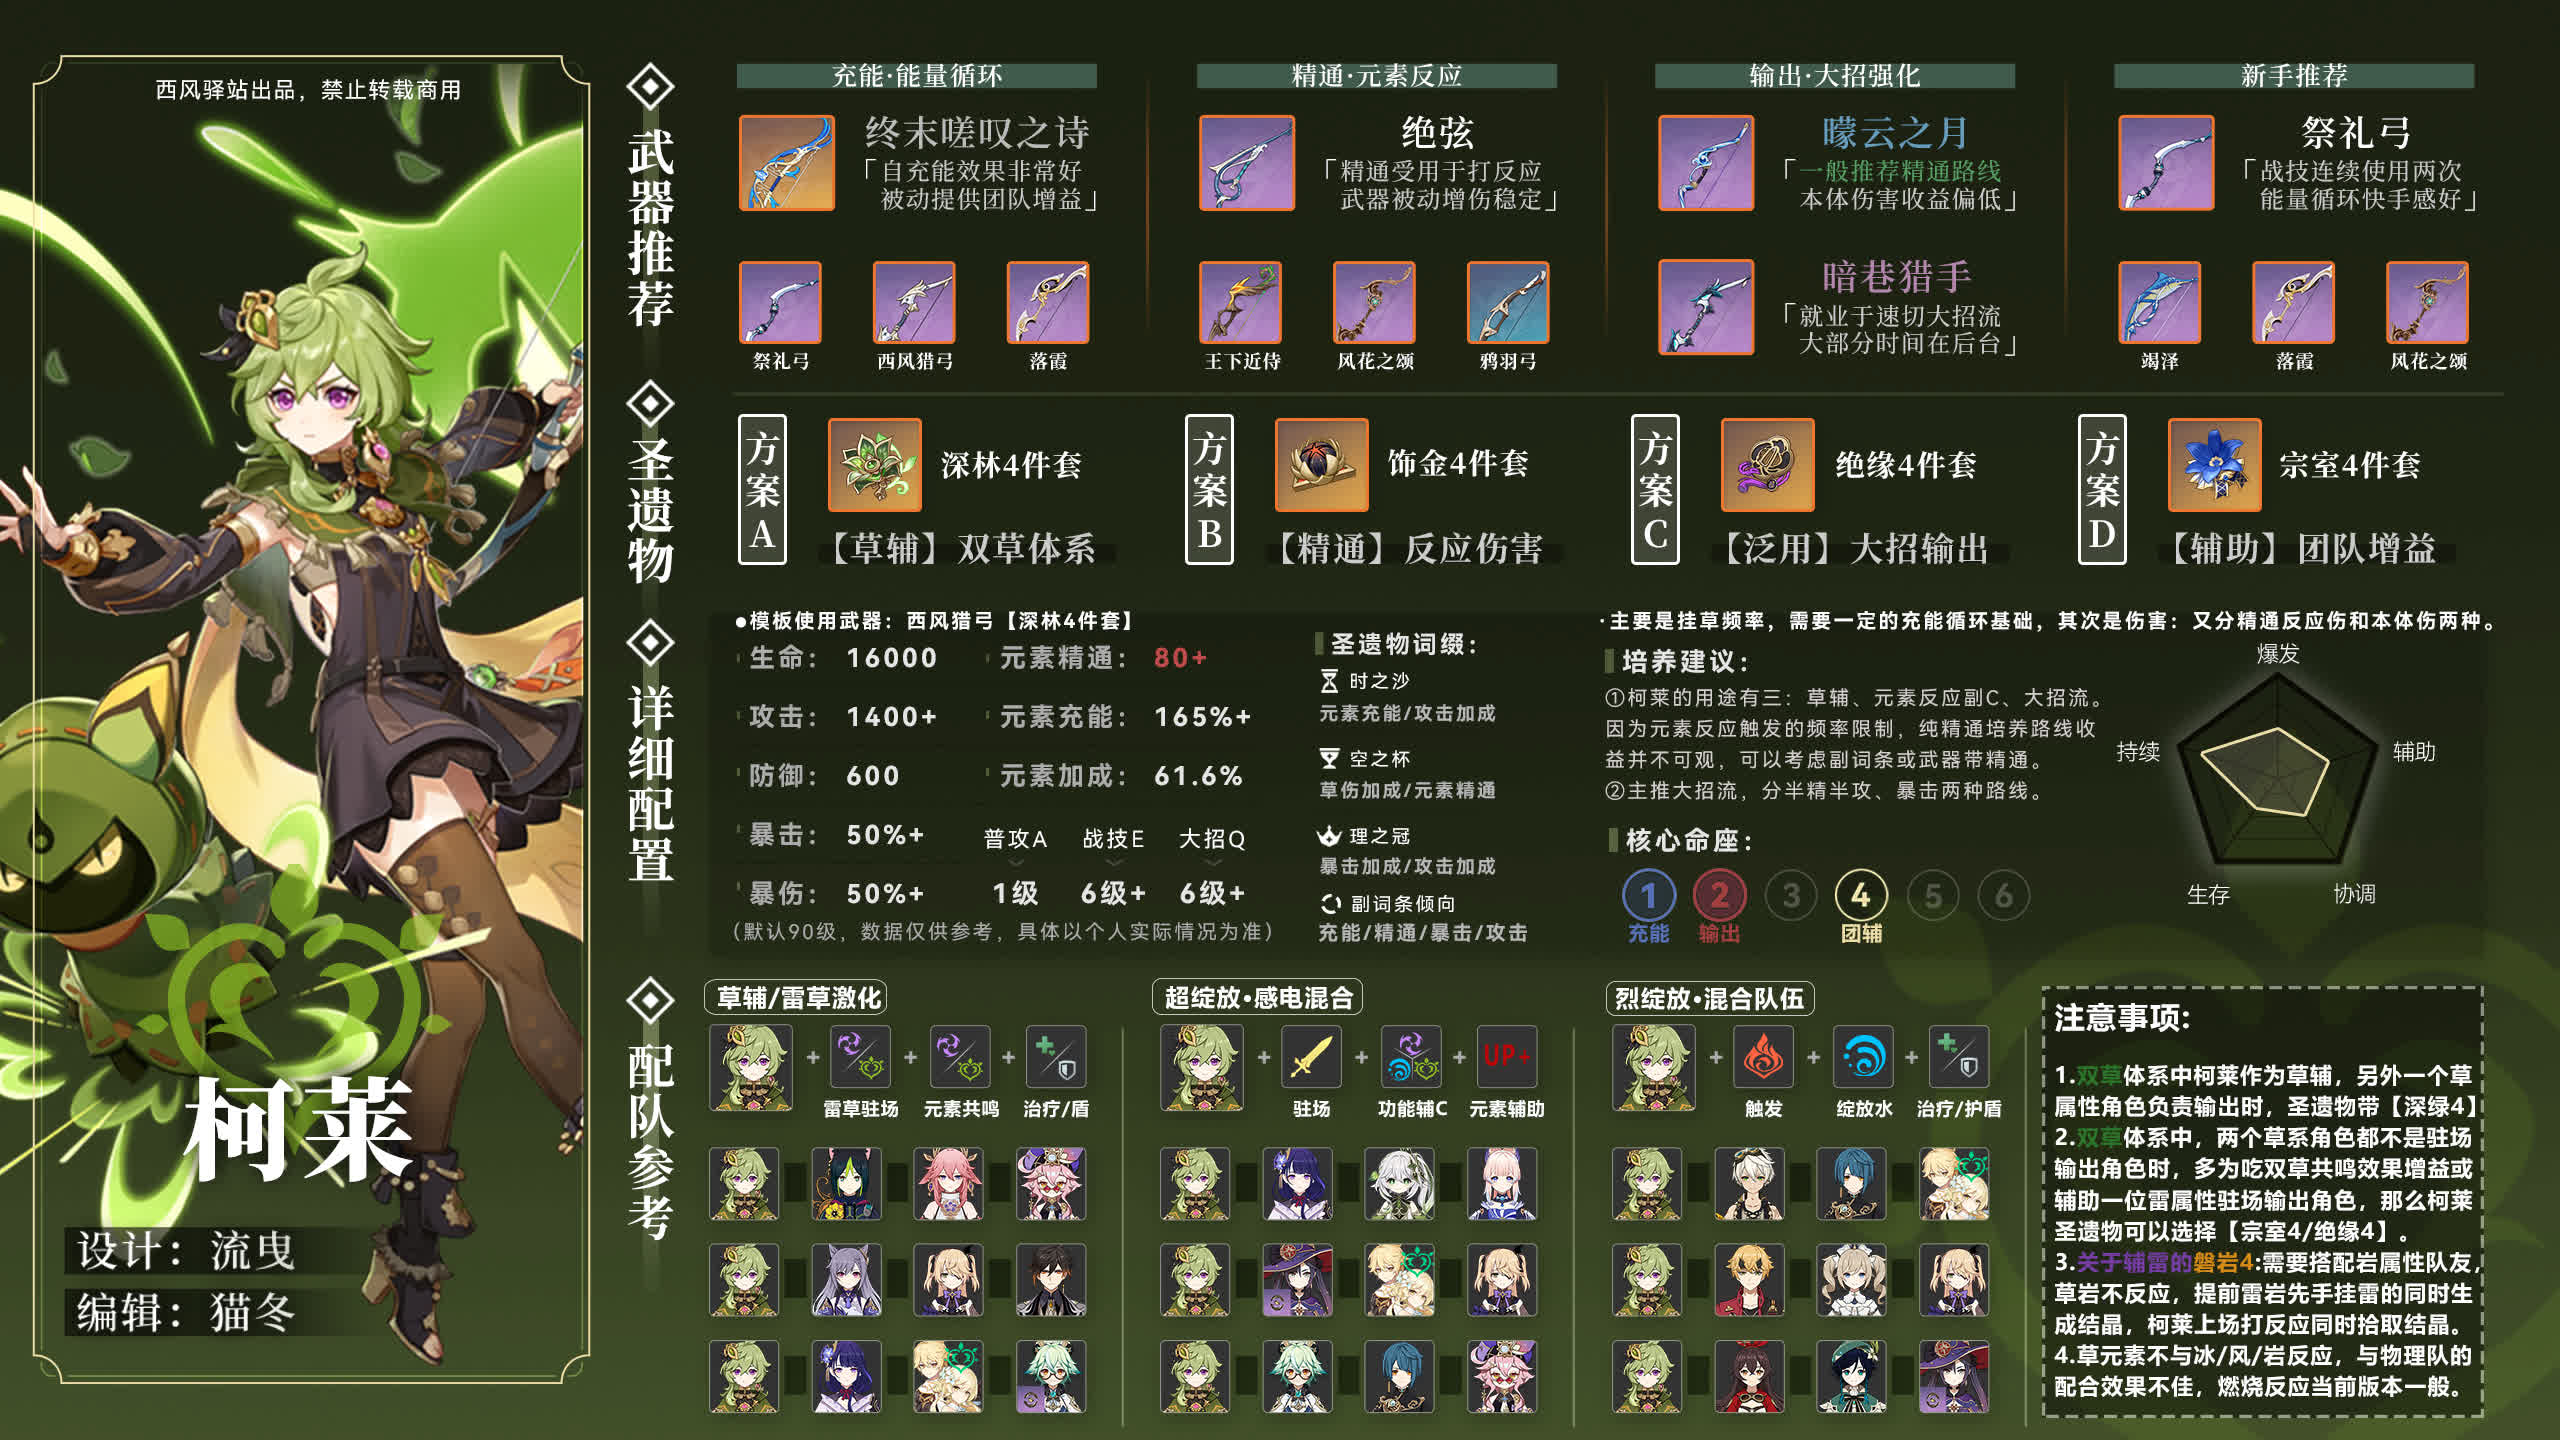 西风驿站出品，禁止转载商用
柯莱
设计：流曳
编辑：猫冬
武器推荐
充能·能量循环
终末嗟叹之诗
「自充能效果非常好
被动提供团队增益」
祭礼弓
西风猎弓
落霞
精通·元素反应
绝弦
「精通受用于打反应
武器被动增伤稳定」
王下近侍
风花之颂
鸦羽弓
输出·大招强化
曚云之月
「一般推荐精通路线
本体伤害收益偏低」
暗巷猎手
「就业于速切大招流
大部分时间在后台」
新手推荐
祭礼弓
「战技连续使用两次
能量循环快手感好」
竭泽
落霞
风花之颂
圣遗物
方案A
深林4件套
【草辅】双草体系
方案B
饰金4件套
【精通】反应伤害
方案C
绝缘4件套
【泛用】大招输出
方案D
宗室4件套
【辅助】团队增益
详细配置
●模板使用武器：西风猎弓【深林4件套】
生命：16000
元素精通：80+
攻击：1400+
元素充能：165%+
防御：600
元素加成：61.6%
暴击：50%+
普攻A 战技E 大招Q
暴伤：50%+
1级 6级+ 6级+
（默认90级，数据仅供参考，具体以个人实际情况为准）
圣遗物词缀：
时之沙
元素充能/攻击加成
空之杯
草伤加成/元素精通
理之冠
暴击加成/攻击加成
副词条倾向
充能/精通/暴击/攻击
·主要是挂草频率，需要一定的充能循环基础，其次是伤害：又分精通反应伤和本体伤两种。
培养建议：
①柯莱的用途有三：草辅、元素反应副C、大招流。
因为元素反应触发的频率限制，纯精通培养路线收
益并不可观，可以考虑副词条或武器带精通。
②主推大招流，分半精半攻、暴击两种路线。
核心命座：
1 2 3 4 5 6
充能 输出 团辅
爆发
持续
辅助
生存
协调
配队参考
草辅/雷草激化
雷草驻场 元素共鸣 治疗/盾
超绽放·感电混合
UP+
驻场 功能辅C 元素辅助
烈绽放·混合队伍
触发 绽放水 治疗/护盾
注意事项:
1.双草体系中柯莱作为草辅，另外一个草
属性角色负责输出时，圣遗物带【深绿4】
2.双草体系中，两个草系角色都不是驻场
输出角色时，多为吃双草共鸣效果增益或
辅助一位雷属性驻场输出角色，那么柯莱
圣遗物可以选择【宗室4/绝缘4】。
3.关于辅雷的磐岩4:需要搭配岩属性队友，
草岩不反应，提前雷岩先手挂雷的同时生
成结晶，柯莱上场打反应同时拾取结晶。
4.草元素不与冰/风/岩反应，与物理队的
配合效果不佳，燃烧反应当前版本一般。